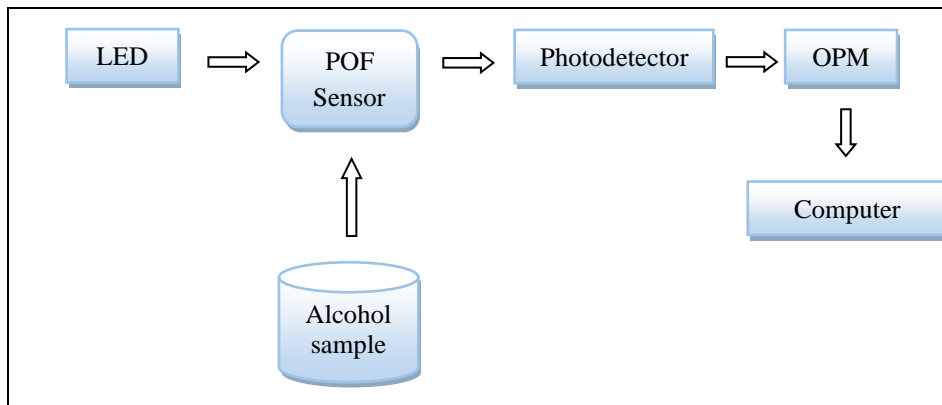 LED
POF
Sensor
Photodetector
OPM
Computer
Alcohol
sample